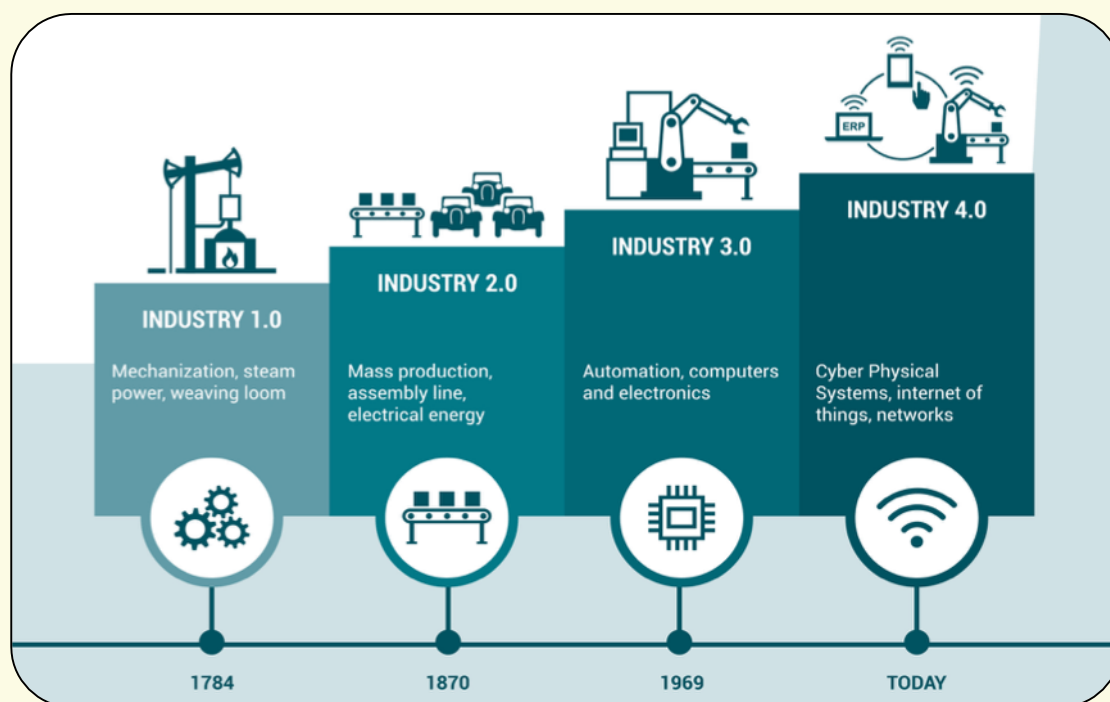 ERP
INDUSTRY 1.0
Mechanization, steam
power, weaving loom
INDUSTRY 2.0
Mass production,
assembly line,
electrical energy
INDUSTRY 3.0
Automation, computers
and electronics
INDUSTRY 4.0
Cyber Physical
Systems, internet of
things, networks
1784
1870
1969
TODAY